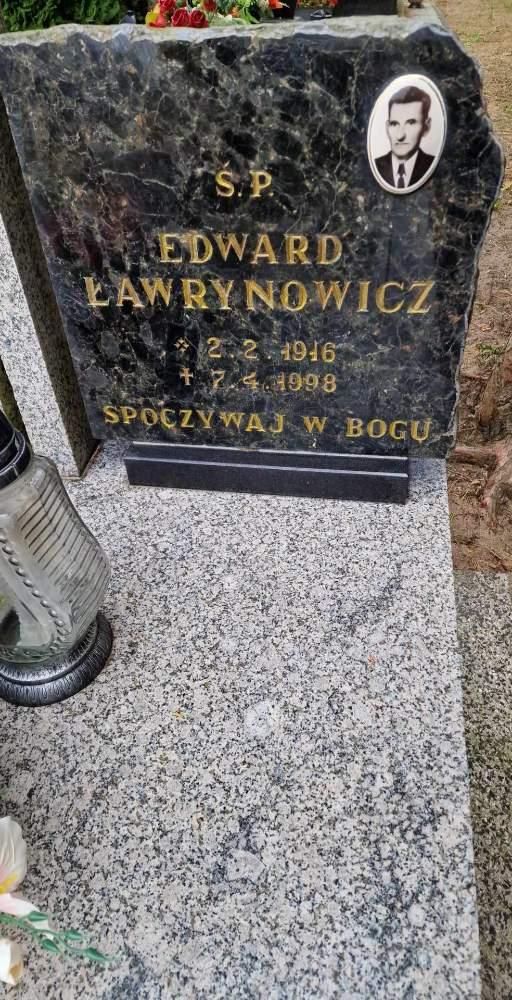 Ś.P.
EDWARD
ŁAWRYNOWICZ
* 2.2.1916
† 7.4.1998
SPOCZYWAJ W BOGU